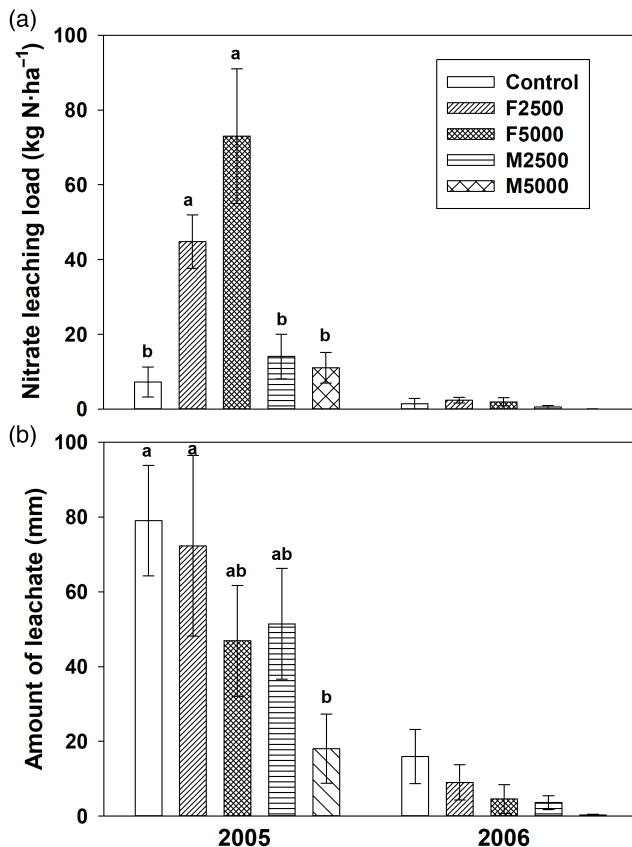 (a)
Nitrate leaching load (kg N·ha⁻¹)
100
80
60
40
20
0
b
a
a
b
b
Control
F2500
F5000
M2500
M5000
(b)
Amount of leachate (mm)
100
80
60
40
20
0
a
a
ab
ab
b
2005
2006